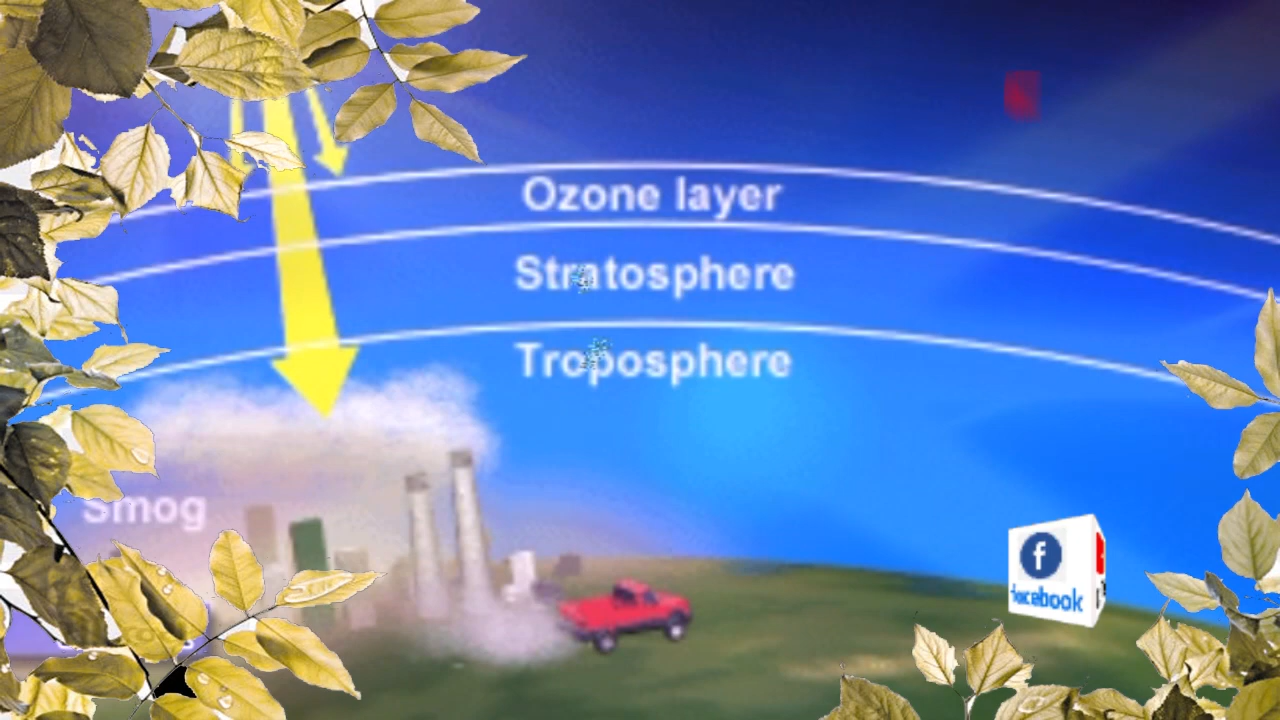 Ozone layer
Stratosphere
Troposphere
Smog
facebook